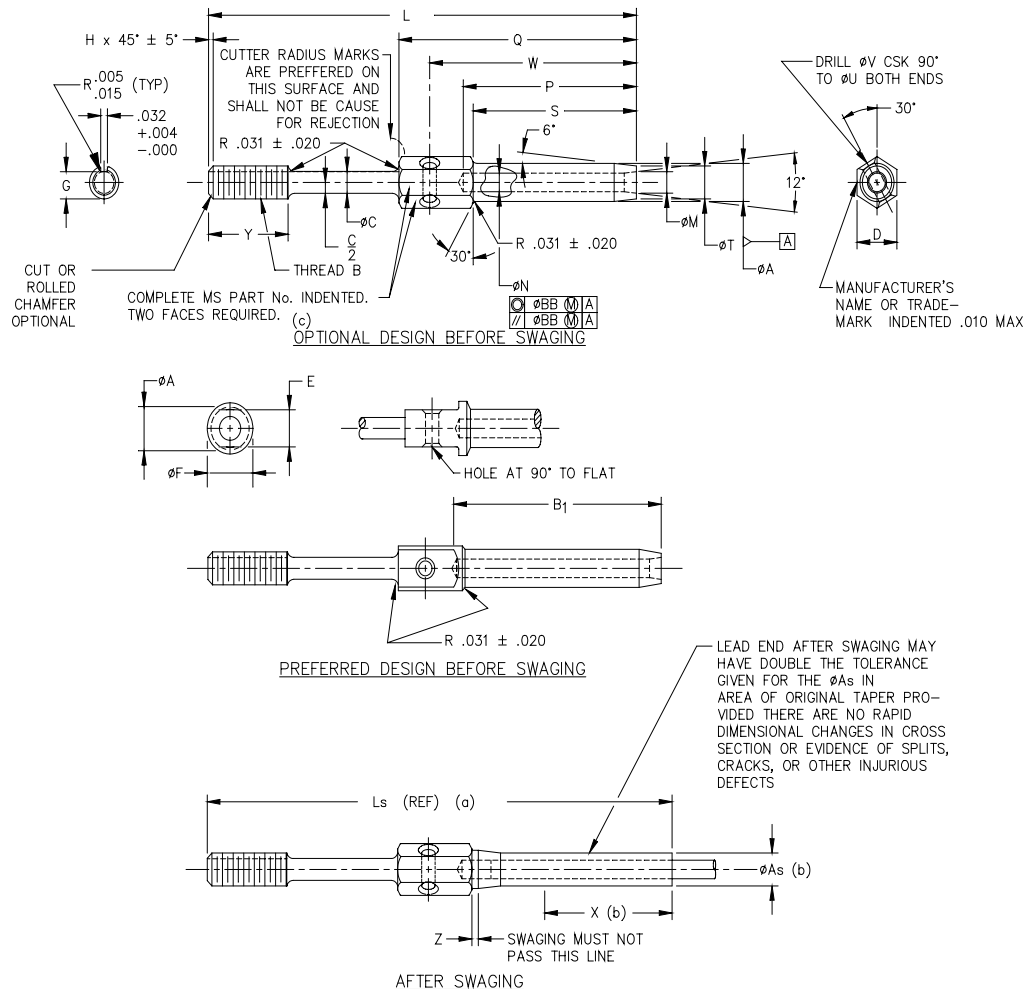 L
H x 45° ± 5°
Q
CUTTER RADIUS MARKS
ARE PREFFERED ON
THIS SURFACE AND
SHALL NOT BE CAUSE
FOR REJECTION
W
DRILL ØV CSK 90°
TO ØU BOTH ENDS
R .005 (TYP)
.015
P
30°
.032
+.004
-.000
S
6°
R .031 ± .020
G
12°
D
Y
C
2
øC
øM
øT
A
øA
R .031 ± .020
30°
øN
THREAD B
CUT OR
ROLLED
CHAMFER
OPTIONAL
COMPLETE MS PART No. INDENTED.
TWO FACES REQUIRED. (c)
øBB M A
// øBB M A
MANUFACTURER'S
NAME OR TRADE-
MARK INDENTED .010 MAX
OPTIONAL DESIGN BEFORE SWAGING
øA
E
øF
HOLE AT 90° TO FLAT
B1
R .031 ± .020
PREFERRED DESIGN BEFORE SWAGING
LEAD END AFTER SWAGING MAY
HAVE DOUBLE THE TOLERANCE
GIVEN FOR THE øAs IN
AREA OF ORIGINAL TAPER PRO-
VIDED THERE ARE NO RAPID
DIMENSIONAL CHANGES IN CROSS
SECTION OR EVIDENCE OF SPLITS,
CRACKS, OR OTHER INJURIOUS
DEFECTS
Ls (REF) (a)
øAs (b)
X (b)
Z
SWAGING MUST NOT
PASS THIS LINE
AFTER SWAGING